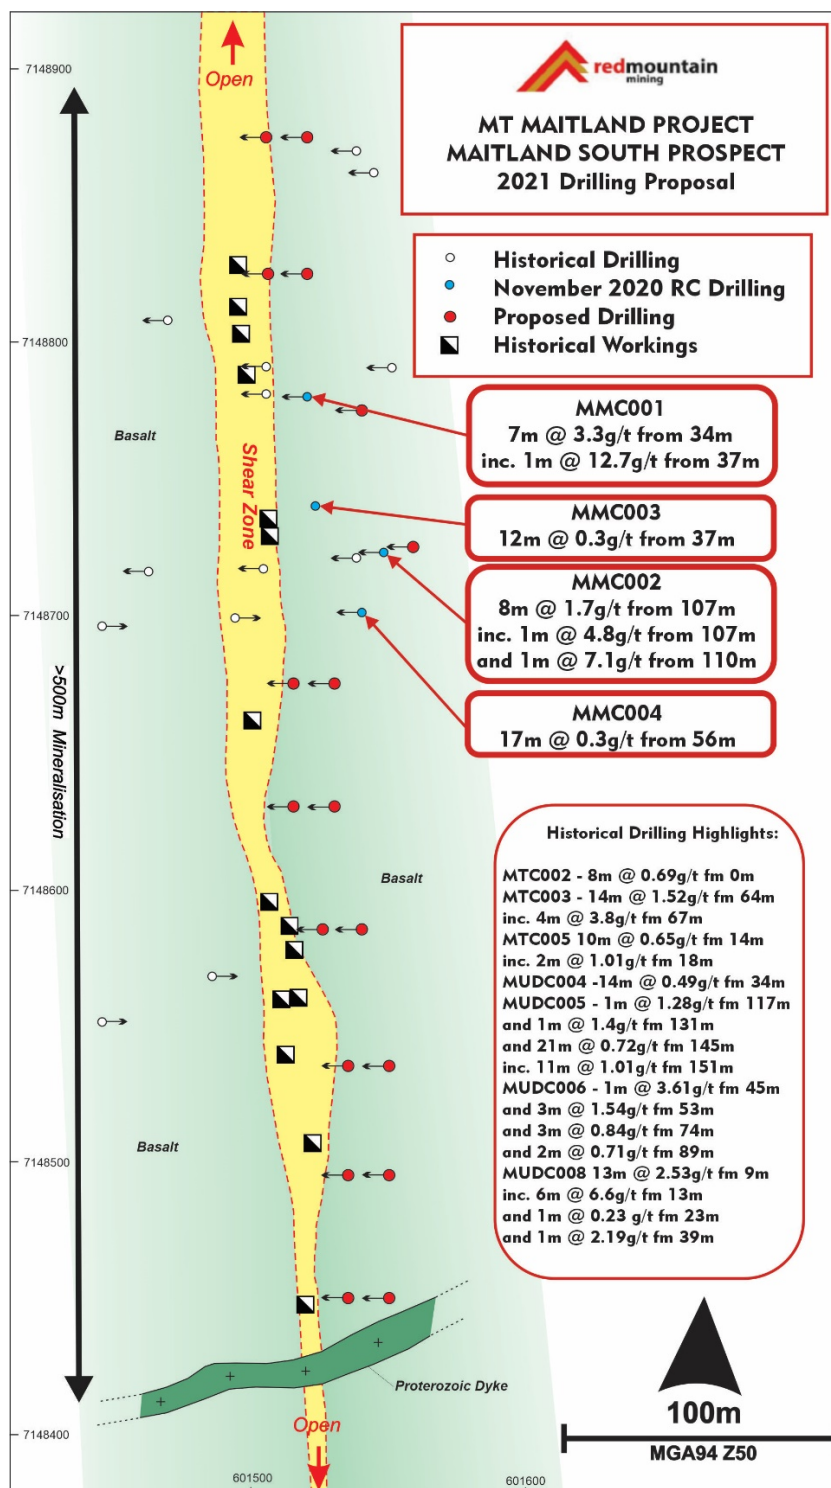 redmountain
mining
MT MAITLAND PROJECT
MAITLAND SOUTH PROSPECT
2021 Drilling Proposal
Historical Drilling
November 2020 RC Drilling
Proposed Drilling
Historical Workings
7148900
Open
7148800
Basalt
Shear Zone
MMC001
7m @ 3.3g/t from 34m
inc. 1m @ 12.7g/t from 37m
MMC003
12m @ 0.3g/t from 37m
MMC002
8m @ 1.7g/t from 107m
inc. 1m @ 4.8g/t from 107m
and 1m @ 7.1g/t from 110m
7148700
>500m Mineralisation
MMC004
17m @ 0.3g/t from 56m
7148600
Basalt
Historical Drilling Highlights:
MTC002 - 8m @ 0.69g/t fm 0m
MTC003 - 14m @ 1.52g/t fm 64m
inc. 4m @ 3.8g/t fm 67m
MTC005 10m @ 0.65g/t fm 14m
inc. 2m @ 1.01g/t fm 18m
MUDC004 -14m @ 0.49g/t fm 34m
MUDC005 - 1m @ 1.28g/t fm 117m
and 1m @ 1.4g/t fm 131m
and 21m @ 0.72g/t fm 145m
inc. 11m @ 1.01g/t fm 151m
MUDC006 - 1m @ 3.61g/t fm 45m
and 3m @ 1.54g/t fm 53m
and 3m @ 0.84g/t fm 74m
and 2m @ 0.71g/t fm 89m
MUDC008 13m @ 2.53g/t fm 9m
inc. 6m @ 6.6g/t fm 13m
and 1m @ 0.23 g/t fm 23m
and 1m @ 2.19g/t fm 39m
Basalt
7148500
Proterozoic Dyke
Open
7148400
100m
MGA94 Z50
601500
601600